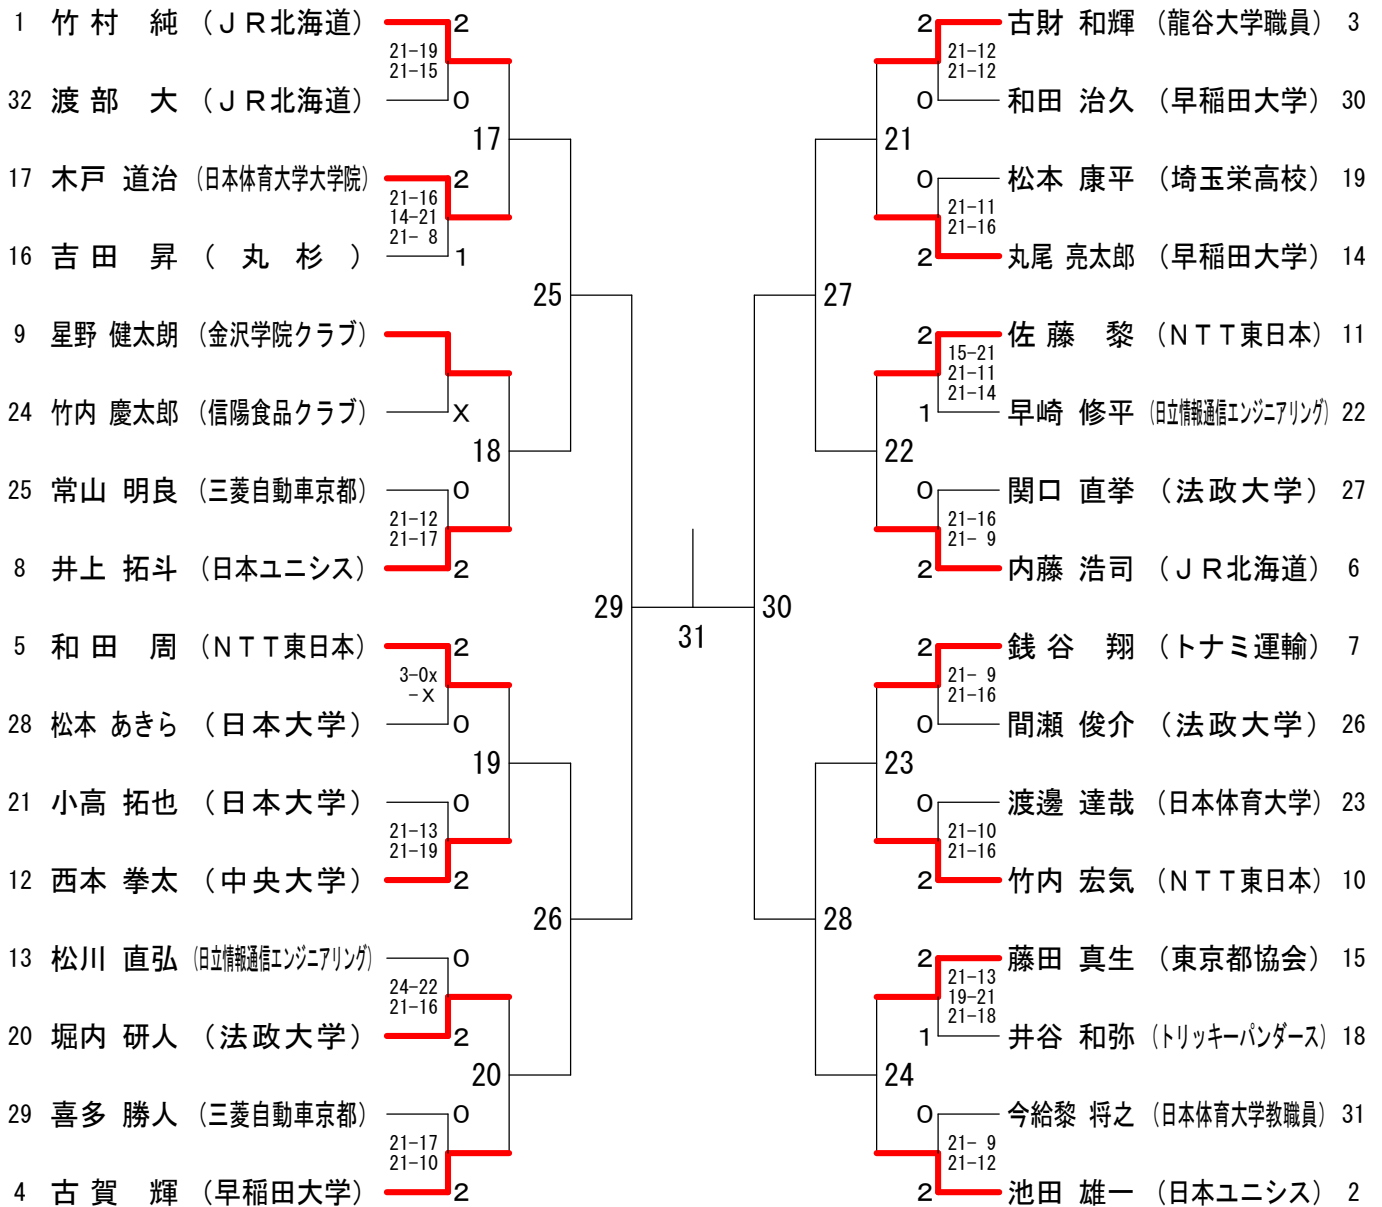 1 竹村 純 (ＪＲ北海道) 2
21-19
21-15
32 渡部 大 (ＪＲ北海道) 0
17
17 木戸 道治 (日本体育大学大学院) 2
21-16
14-21
21- 8
16 吉田 昇 (丸杉) 1
25
9 星野 健太朗 (金沢学院クラブ)
24 竹内 慶太郎 (信陽食品クラブ) X
18
25 常山 明良 (三菱自動車京都) 0
21-12
21-17
8 井上 拓斗 (日本ユニシス) 2
29
5 和田 周 (ＮＴＴ東日本) 2
3-0x
-X
28 松本 あきら (日本大学) 0
19
21 小高 拓也 (日本大学) 0
21-13
21-19
12 西本 拳太 (中央大学) 2
26
13 松川 直弘 (日立情報通信エンジニアリング) 0
24-22
21-16
20 堀内 研人 (法政大学) 2
20
29 喜多 勝人 (三菱自動車京都) 0
21-17
21-10
4 古賀 輝 (早稲田大学) 2
31
2 古財 和輝 (龍谷大学職員) 3
21-12
21-12
0 和田 治久 (早稲田大学) 30
21
0 松本 康平 (埼玉栄高校) 19
21-11
21-16
2 丸尾 亮太郎 (早稲田大学) 14
27
2 佐藤 黎 (ＮＴＴ東日本) 11
15-21
21-11
21-14
1 早崎 修平 (日立情報通信エンジニアリング) 22
22
0 関口 直挙 (法政大学) 27
21-16
21- 9
2 内藤 浩司 (ＪＲ北海道) 6
30
2 銭谷 翔 (トナミ運輸) 7
21- 9
21-16
0 間瀬 俊介 (法政大学) 26
23
0 渡邊 達哉 (日本体育大学) 23
21-10
21-16
2 竹内 宏気 (ＮＴＴ東日本) 10
28
2 藤田 真生 (東京都協会) 15
21-13
19-21
21-18
1 井谷 和弥 (トリッキーパンダース) 18
24
0 今給黎 将之 (日本体育大学教職員) 31
21- 9
21-12
2 池田 雄一 (日本ユニシス) 2